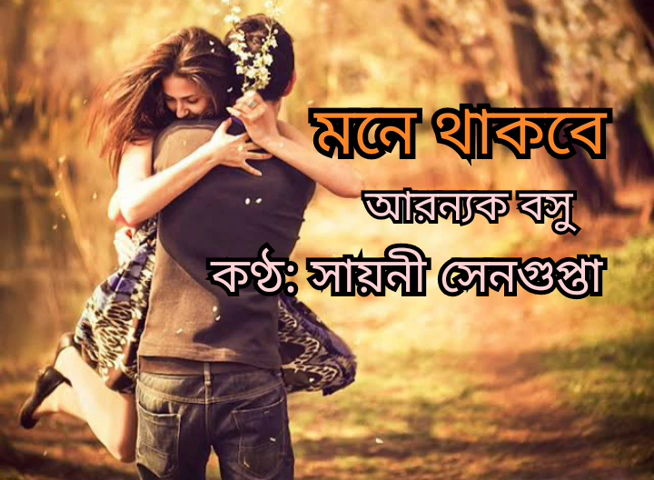 মনে থাকবে
আরন্যক বসু
কণ্ঠ: সায়নী সেনগুপ্তা